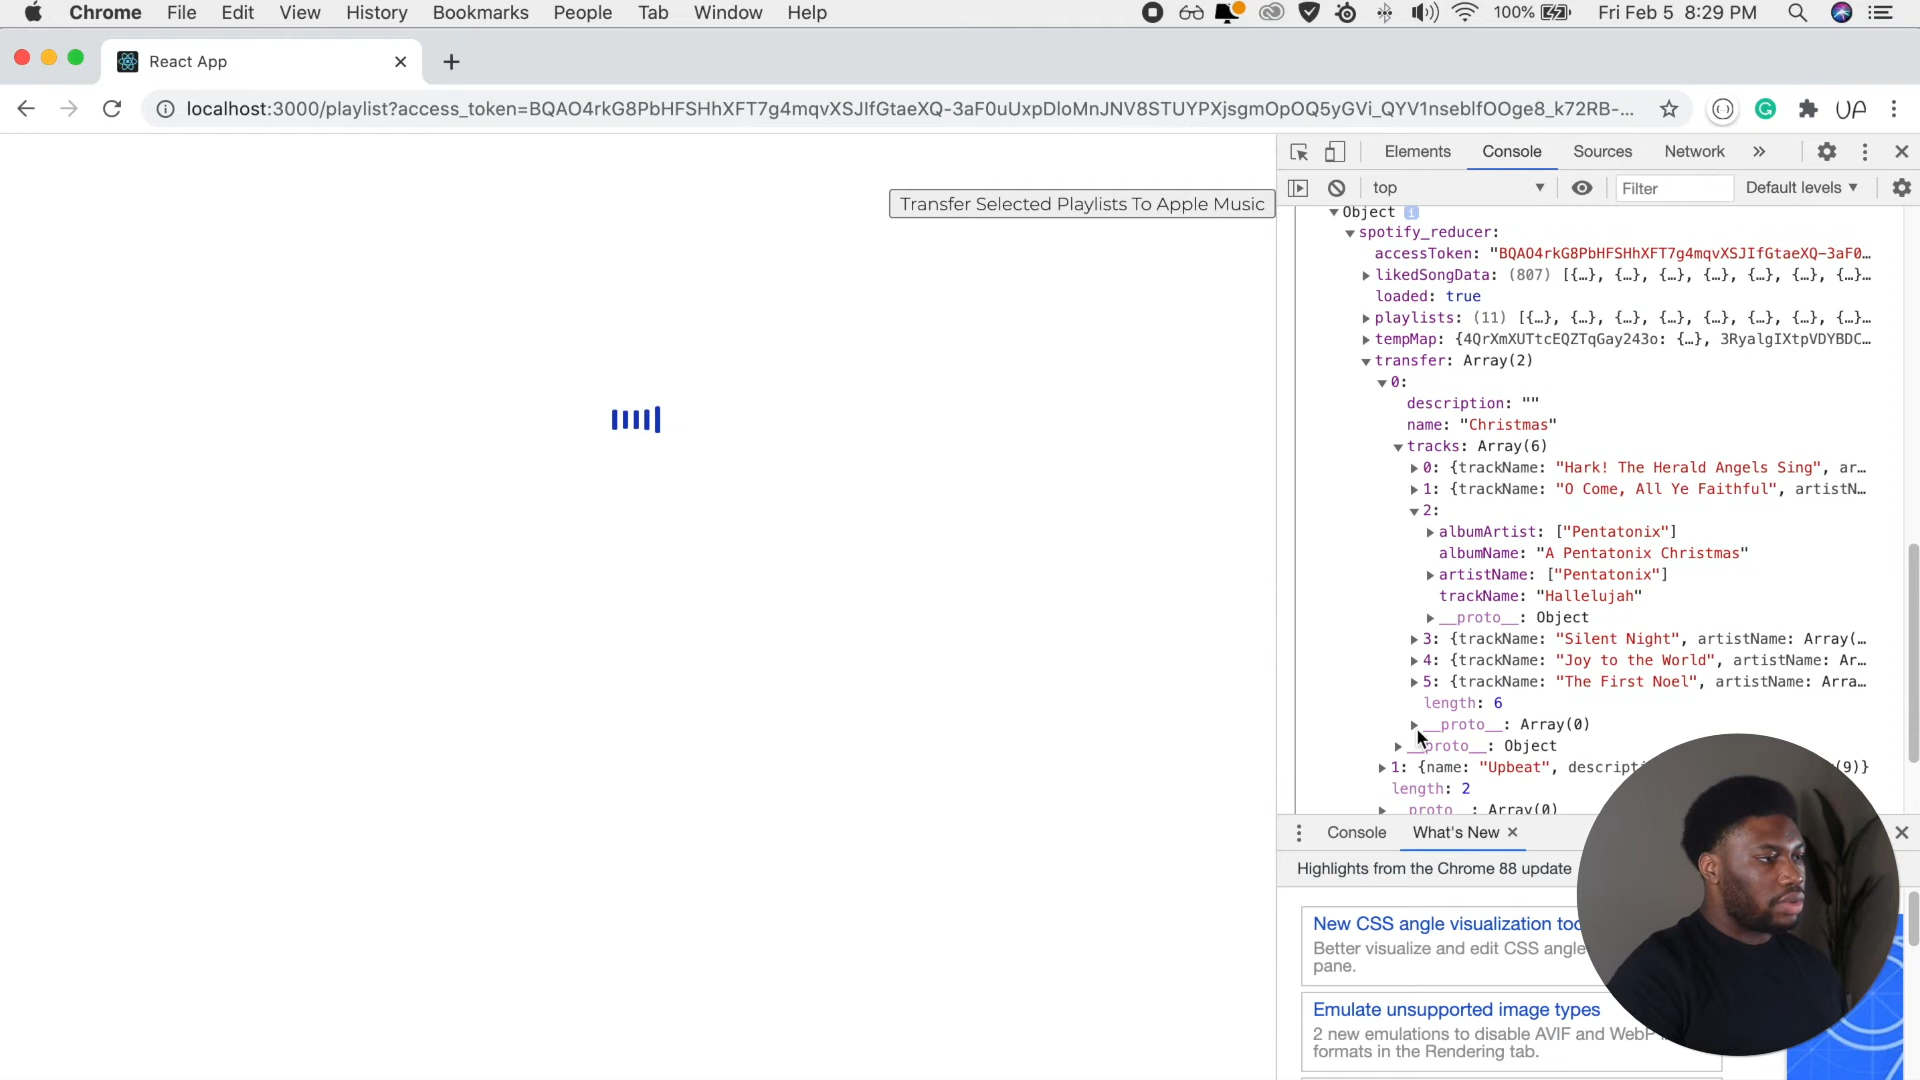 Chrome File Edit View History Bookmarks People Tab Window Help 100% Fri Feb 5 8:29 PM
React App
localhost:3000/playlist?access_token=BQAO4rkG8PbHFSHhXFT7g4mqvXSJIfGtaeXQ-3aF0uUxpDloMnJNV8STUYPXjsgmOpOQ5yGVi_QYV1nseblfOOge8_k72RB-...
Elements Console Sources Network »
top Filter Default levels
Transfer Selected Playlists To Apple Music
Object i
spotify_reducer:
accessToken: "BQAO4rkG8PbHFSHhXFT7g4mqvXSJIfGtaeXQ-3aF0…
likedSongData: (807) [{…}, {…}, {…}, {…}, {…}, {…}, {…}…
loaded: true
playlists: (11) [{…}, {…}, {…}, {…}, {…}, {…}, {…}, {…}…
tempMap: {4QrXmXUTtcEQZTqGay243o: {…}, 3RyalgIXtpVDYBDC…
transfer: Array(2)
0:
description: ""
name: "Christmas"
tracks: Array(6)
0: {trackName: "Hark! The Herald Angels Sing", ar…
1: {trackName: "O Come, All Ye Faithful", artistN…
2:
albumArtist: ["Pentatonix"]
albumName: "A Pentatonix Christmas"
artistName: ["Pentatonix"]
trackName: "Hallelujah"
__proto__: Object
3: {trackName: "Silent Night", artistName: Array(…
4: {trackName: "Joy to the World", artistName: Ar…
5: {trackName: "The First Noel", artistName: Arra…
length: 6
__proto__: Array(0)
__proto__: Object
1: {name: "Upbeat", descripti (9)}
length: 2
__proto__: Array(0)
Console What's New
Highlights from the Chrome 88 update
New CSS angle visualization
Better visualize and edit CSS angle
pane.
Emulate unsupported image types
2 new emulations to disable AVIF and WebP
formats in the Rendering tab.